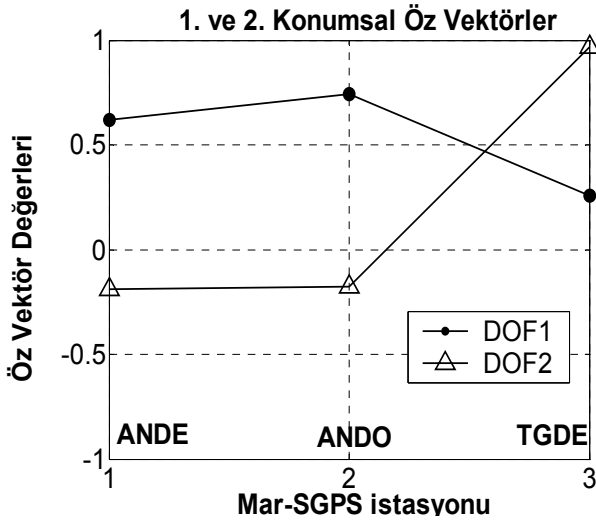 1. ve 2. Konumsal Öz Vektörler
Öz Vektör Değerleri
1
0.5
0
-0.5
-1
DOF1
DOF2
ANDE ANDO TGDE
1 2 3
Mar-SGPS istasyonu